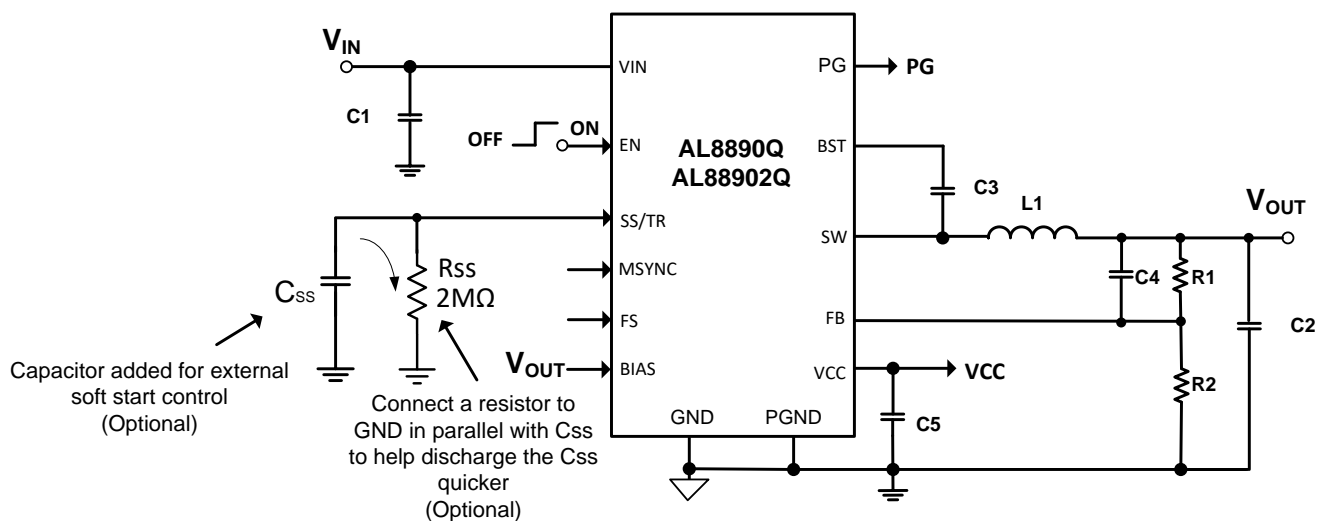 VIN
VIN
PG
PG
C1
OFF
ON
EN
AL8890Q
AL88902Q
BST
C3
L1
VOUT
SS/TR
SW
Rss
2MΩ
CSS
MSYNC
C4
R1
FS
FB
C2
VOUT
BIAS
VCC
VCC
R2
Capacitor added for external
soft start control
(Optional)
Connect a resistor to
GND in parallel with Css
to help discharge the Css
quicker
(Optional)
GND
PGND
C5